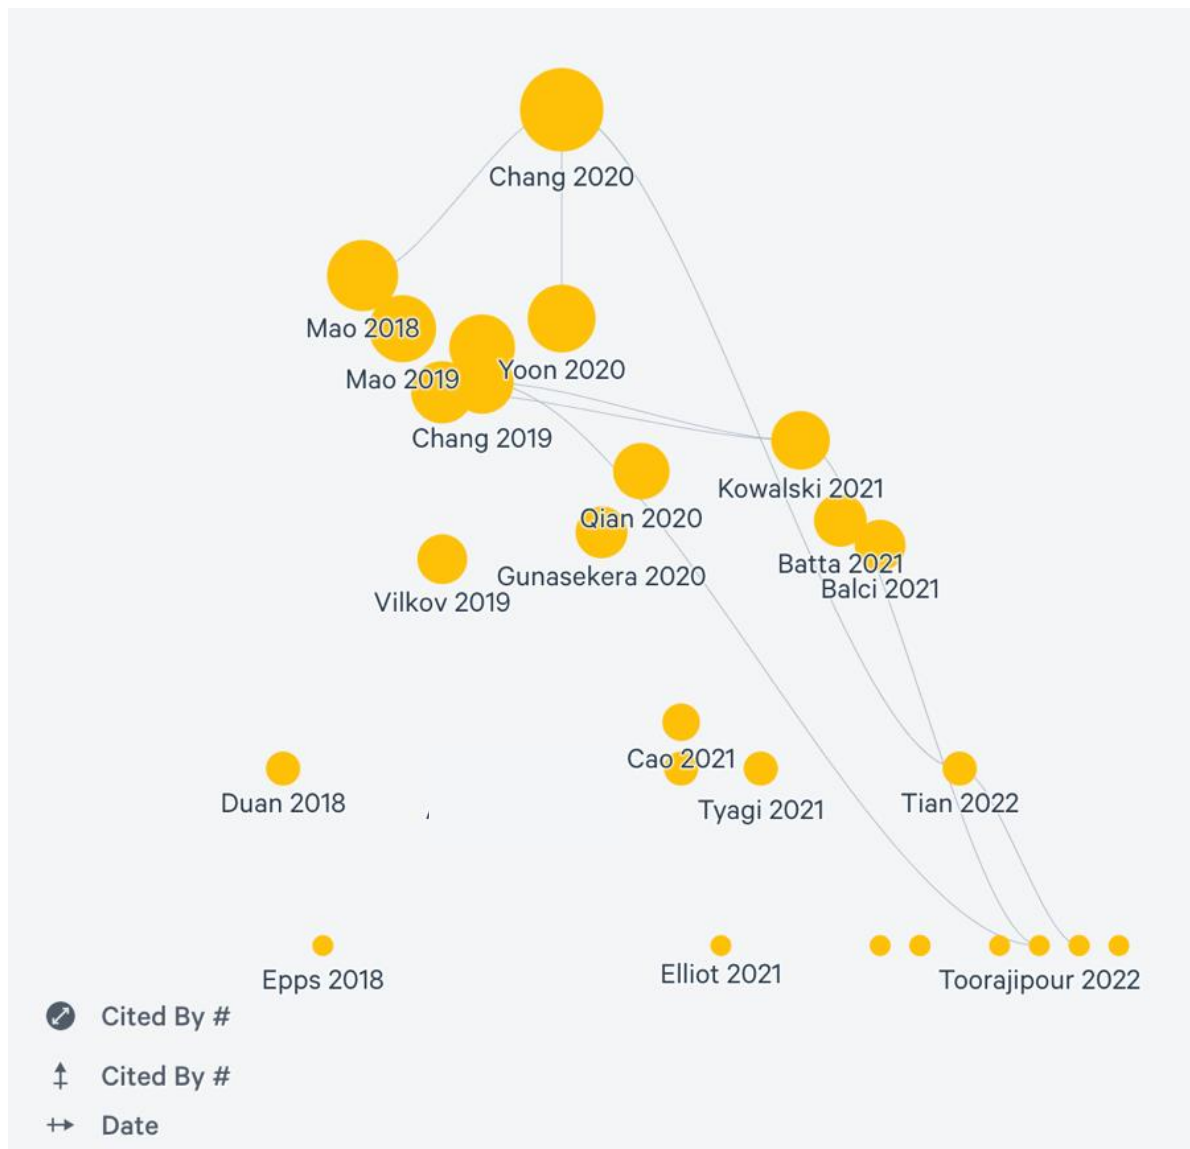 Chang 2020
Mao 2018
Yoon 2020
Mao 2019
Chang 2019
Kowalski 2021
Qian 2020
Batta 2021
Gunasekera 2020
Balci 2021
Vilkov 2019
Cao 2021
Duan 2018
Tyagi 2021
Tian 2022
Epps 2018
Elliot 2021
Toorajipour 2022
Cited By #
Cited By #
Date